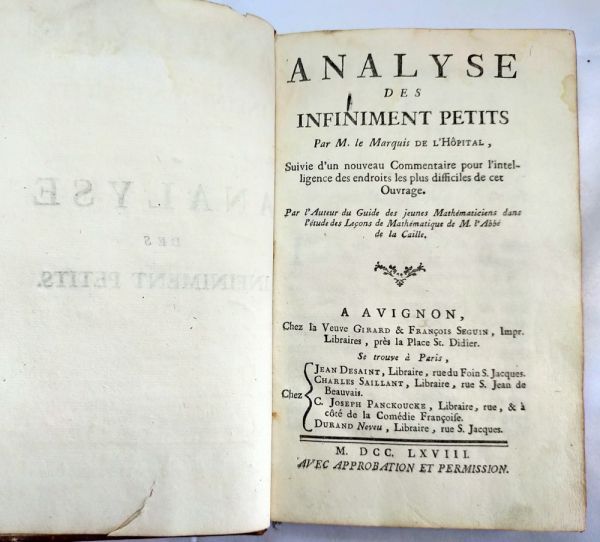 ANALYSE
DES
INFINIMENT PETITS
Par M. le Marquis DE L'HÔPITAL,
Suivie d'un nouveau Commentaire pour l'intel-
ligence des endroits les plus difficiles de cet
Ouvrage.
Par l'Auteur du Guide des jeunes Mathématiciens dans
l'étude des Leçons de Mathématique de M. l'Abbé
de la Caille.
A AVIGNON,
Chez la Veuve GIRARD & FRANÇOIS SEGUIN, Impr.
Libraires, près la Place St. Didier.
Se trouve à Paris,
Chez
JEAN DESAINT, Libraire, rue du Foin S. Jacques.
CHARLES SAILLANT, Libraire, rue S. Jean de
Beauvais.
C. JOSEPH PANCKOUCKE, Libraire, rue, & à
côté de la Comédie Françoise.
DURAND Neveu, Libraire, rue S. Jacques.
M. DCC. LXVIII.
AVEC APPROBATION ET PERMISSION.
ANALYSE
DES
INFINIMENT PETITS.